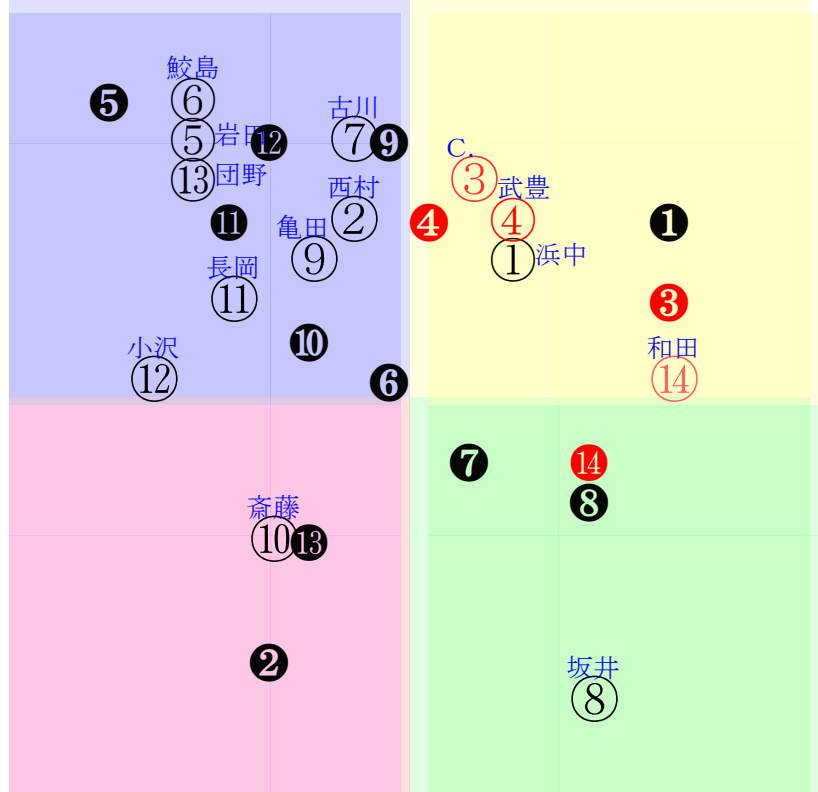 鮫島
❺ ⑥
古川
⑤ 岩田 ⓬ ⑦ ❾
C.
⑬ 団野
③
西村
武豊
⓫ ② ❹ ④ ❶
亀田
⑨ ① 浜中
長岡
⑪ ❸
❿
小沢 和田
⑫ ❻ ⑭
❼ ⓮
❽
斎藤
⑩ ⓭
❷
坂井
⑧